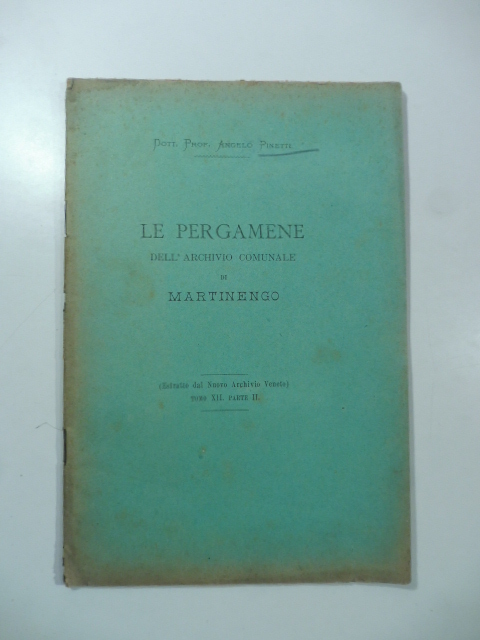 Dott. Prof. Angelo Pinetti
LE PERGAMENE
DELL' ARCHIVIO COMUNALE
DI
MARTINENGO
(Estratto dal Nuovo Archivio Veneto)
TOMO XII. PARTE II.